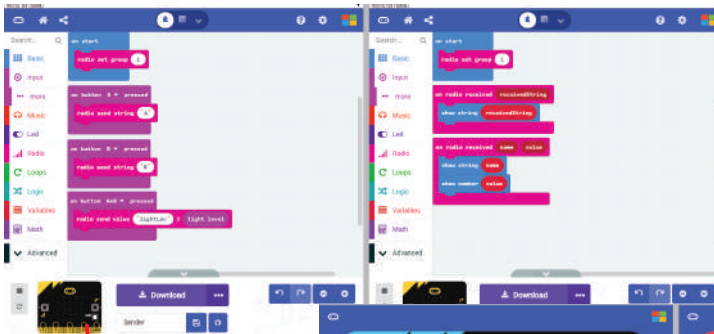 Search...
Basic
Input
more
Music
Led
Radio
Loops
Logic
Variables
Math
Advanced
on start
radio set group 1
on button A pressed
radio send string "A"
on button B pressed
radio send string "B"
on button A+B pressed
radio send value "lightLev" = light level
Download
Sender
Search...
Basic
Input
more
Music
Led
Radio
Loops
Logic
Variables
Math
Advanced
on start
radio set group 1
on radio received receivedString
show string receivedString
on radio received name value
show string name
show number value
Download